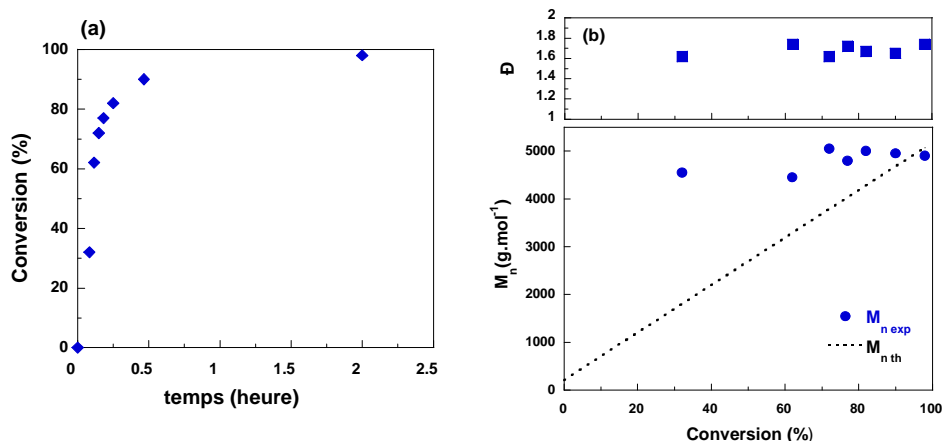 (a)
100
80
60
40
20
0
Conversion (%)
0 0.5 1 1.5 2 2.5
temps (heure)
(b)
2
1.8
1.6
1.4
1.2
1
Đ
5000
4000
3000
2000
1000
0
Mₙ(g.mol⁻¹)
Mₙ ₑₓₚ
Mₙ ₜₕ
0 20 40 60 80 100
Conversion (%)